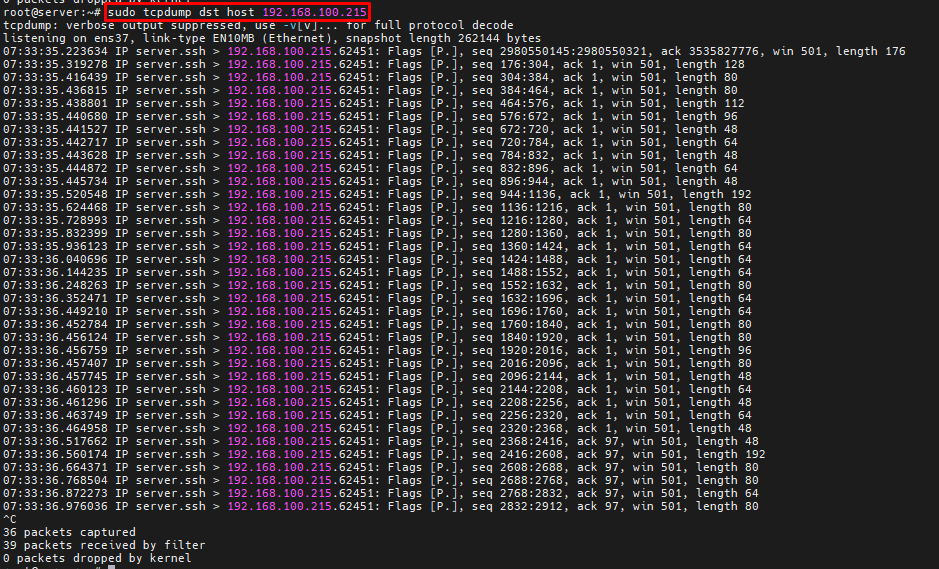 0 packets dropped by kernel
root@server:~# sudo tcpdump dst host 192.168.100.215
tcpdump: verbose output suppressed, use -v[v]... for full protocol decode
listening on ens37, link-type EN10MB (Ethernet), snapshot length 262144 bytes
07:33:35.223634 IP server.ssh > 192.168.100.215.62451: Flags [P.], seq 2980550145:2980550321, ack 3535827776, win 501, length 176
07:33:35.319278 IP server.ssh > 192.168.100.215.62451: Flags [P.], seq 176:304, ack 1, win 501, length 128
07:33:35.416439 IP server.ssh > 192.168.100.215.62451: Flags [P.], seq 304:384, ack 1, win 501, length 80
07:33:35.436815 IP server.ssh > 192.168.100.215.62451: Flags [P.], seq 384:464, ack 1, win 501, length 80
07:33:35.438801 IP server.ssh > 192.168.100.215.62451: Flags [P.], seq 464:576, ack 1, win 501, length 112
07:33:35.440680 IP server.ssh > 192.168.100.215.62451: Flags [P.], seq 576:672, ack 1, win 501, length 96
07:33:35.441527 IP server.ssh > 192.168.100.215.62451: Flags [P.], seq 672:720, ack 1, win 501, length 48
07:33:35.442717 IP server.ssh > 192.168.100.215.62451: Flags [P.], seq 720:784, ack 1, win 501, length 64
07:33:35.443628 IP server.ssh > 192.168.100.215.62451: Flags [P.], seq 784:832, ack 1, win 501, length 48
07:33:35.444872 IP server.ssh > 192.168.100.215.62451: Flags [P.], seq 832:896, ack 1, win 501, length 64
07:33:35.445734 IP server.ssh > 192.168.100.215.62451: Flags [P.], seq 896:944, ack 1, win 501, length 48
07:33:35.520548 IP server.ssh > 192.168.100.215.62451: Flags [P.], seq 944:1136, ack 1, win 501, length 192
07:33:35.624468 IP server.ssh > 192.168.100.215.62451: Flags [P.], seq 1136:1216, ack 1, win 501, length 80
07:33:35.728993 IP server.ssh > 192.168.100.215.62451: Flags [P.], seq 1216:1280, ack 1, win 501, length 64
07:33:35.832399 IP server.ssh > 192.168.100.215.62451: Flags [P.], seq 1280:1360, ack 1, win 501, length 80
07:33:35.936123 IP server.ssh > 192.168.100.215.62451: Flags [P.], seq 1360:1424, ack 1, win 501, length 64
07:33:36.040696 IP server.ssh > 192.168.100.215.62451: Flags [P.], seq 1424:1488, ack 1, win 501, length 64
07:33:36.144235 IP server.ssh > 192.168.100.215.62451: Flags [P.], seq 1488:1552, ack 1, win 501, length 64
07:33:36.248263 IP server.ssh > 192.168.100.215.62451: Flags [P.], seq 1552:1632, ack 1, win 501, length 80
07:33:36.352471 IP server.ssh > 192.168.100.215.62451: Flags [P.], seq 1632:1696, ack 1, win 501, length 64
07:33:36.449210 IP server.ssh > 192.168.100.215.62451: Flags [P.], seq 1696:1760, ack 1, win 501, length 64
07:33:36.452784 IP server.ssh > 192.168.100.215.62451: Flags [P.], seq 1760:1840, ack 1, win 501, length 80
07:33:36.456124 IP server.ssh > 192.168.100.215.62451: Flags [P.], seq 1840:1920, ack 1, win 501, length 80
07:33:36.456759 IP server.ssh > 192.168.100.215.62451: Flags [P.], seq 1920:2016, ack 1, win 501, length 96
07:33:36.457407 IP server.ssh > 192.168.100.215.62451: Flags [P.], seq 2016:2096, ack 1, win 501, length 80
07:33:36.457745 IP server.ssh > 192.168.100.215.62451: Flags [P.], seq 2096:2144, ack 1, win 501, length 48
07:33:36.460123 IP server.ssh > 192.168.100.215.62451: Flags [P.], seq 2144:2208, ack 1, win 501, length 64
07:33:36.461296 IP server.ssh > 192.168.100.215.62451: Flags [P.], seq 2208:2256, ack 1, win 501, length 48
07:33:36.463749 IP server.ssh > 192.168.100.215.62451: Flags [P.], seq 2256:2320, ack 1, win 501, length 64
07:33:36.464958 IP server.ssh > 192.168.100.215.62451: Flags [P.], seq 2320:2368, ack 1, win 501, length 48
07:33:36.517662 IP server.ssh > 192.168.100.215.62451: Flags [P.], seq 2368:2416, ack 97, win 501, length 48
07:33:36.560174 IP server.ssh > 192.168.100.215.62451: Flags [P.], seq 2416:2608, ack 97, win 501, length 192
07:33:36.664371 IP server.ssh > 192.168.100.215.62451: Flags [P.], seq 2608:2688, ack 97, win 501, length 80
07:33:36.768504 IP server.ssh > 192.168.100.215.62451: Flags [P.], seq 2688:2768, ack 97, win 501, length 80
07:33:36.872273 IP server.ssh > 192.168.100.215.62451: Flags [P.], seq 2768:2832, ack 97, win 501, length 64
07:33:36.976036 IP server.ssh > 192.168.100.215.62451: Flags [P.], seq 2832:2912, ack 97, win 501, length 80
^C
36 packets captured
39 packets received by filter
0 packets dropped by kernel